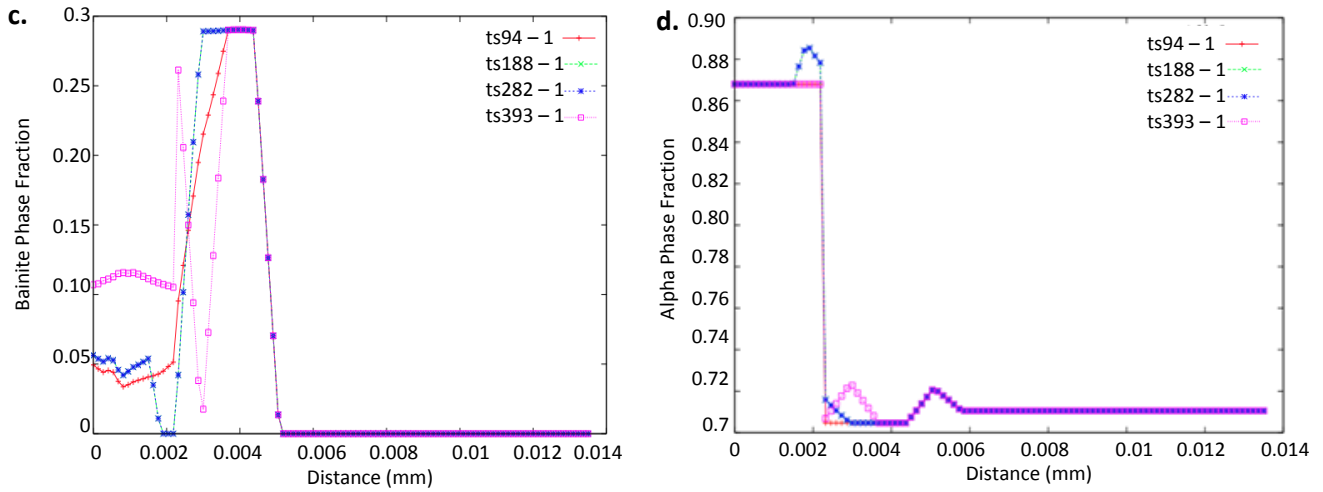 c.
Bainite Phase Fraction
0.3
0.25
0.20
0.15
0.10
0.05
0
ts94 – 1
ts188 – 1
ts282 – 1
ts393 – 1
0 0.002 0.004 0.006 0.008 0.010 0.012 0.014
Distance (mm)
d.
Alpha Phase Fraction
0.90
0.88
0.86
0.84
0.82
0.80
0.78
0.76
0.74
0.72
0.7
ts94 – 1
ts188 – 1
ts282 – 1
ts393 – 1
0 0.002 0.004 0.006 0.008 0.010 0.012 0.014
Distance (mm)